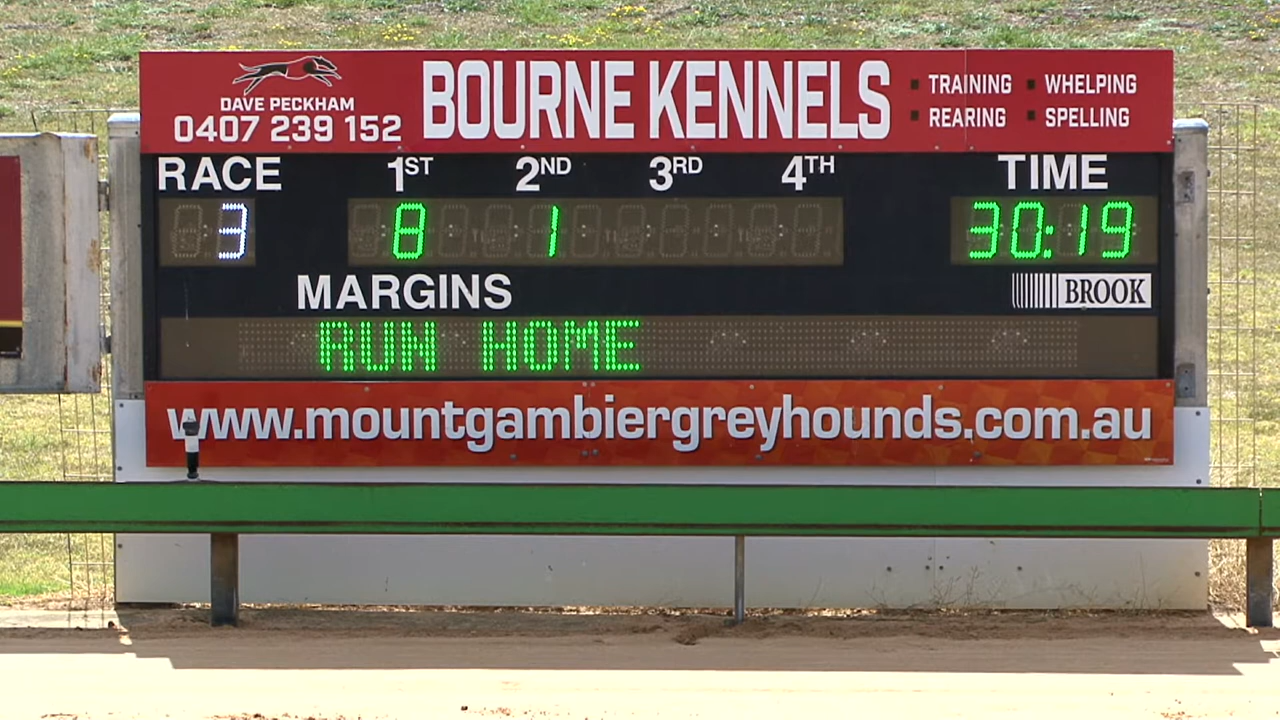 DAVE PECKHAM
0407 239 152
BOURNE KENNELS
TRAINING
WHELPING
REARING
SPELLING
RACE 1ST 2ND 3RD 4TH TIME
3 8 1 30:19
MARGINS
BROOK
RUN HOME
www.mountgambiergreyhounds.com.au